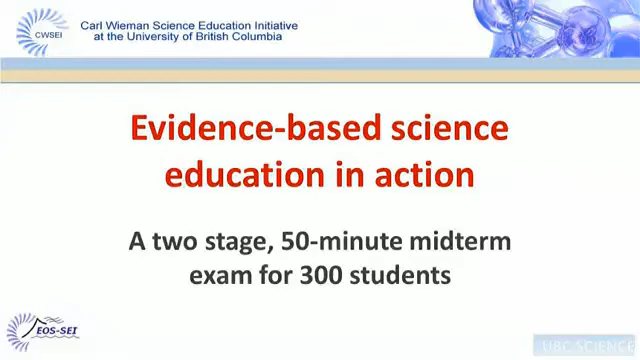 CWSEI
Carl Wieman Science Education Initiative
at the University of British Columbia
Evidence-based science
education in action
A two stage, 50-minute midterm
exam for 300 students
EOS-SEI
UBC SCIENCE